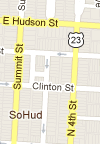 E Hudson St
23
Summit St
Clinton St
SoHud
N 4th St